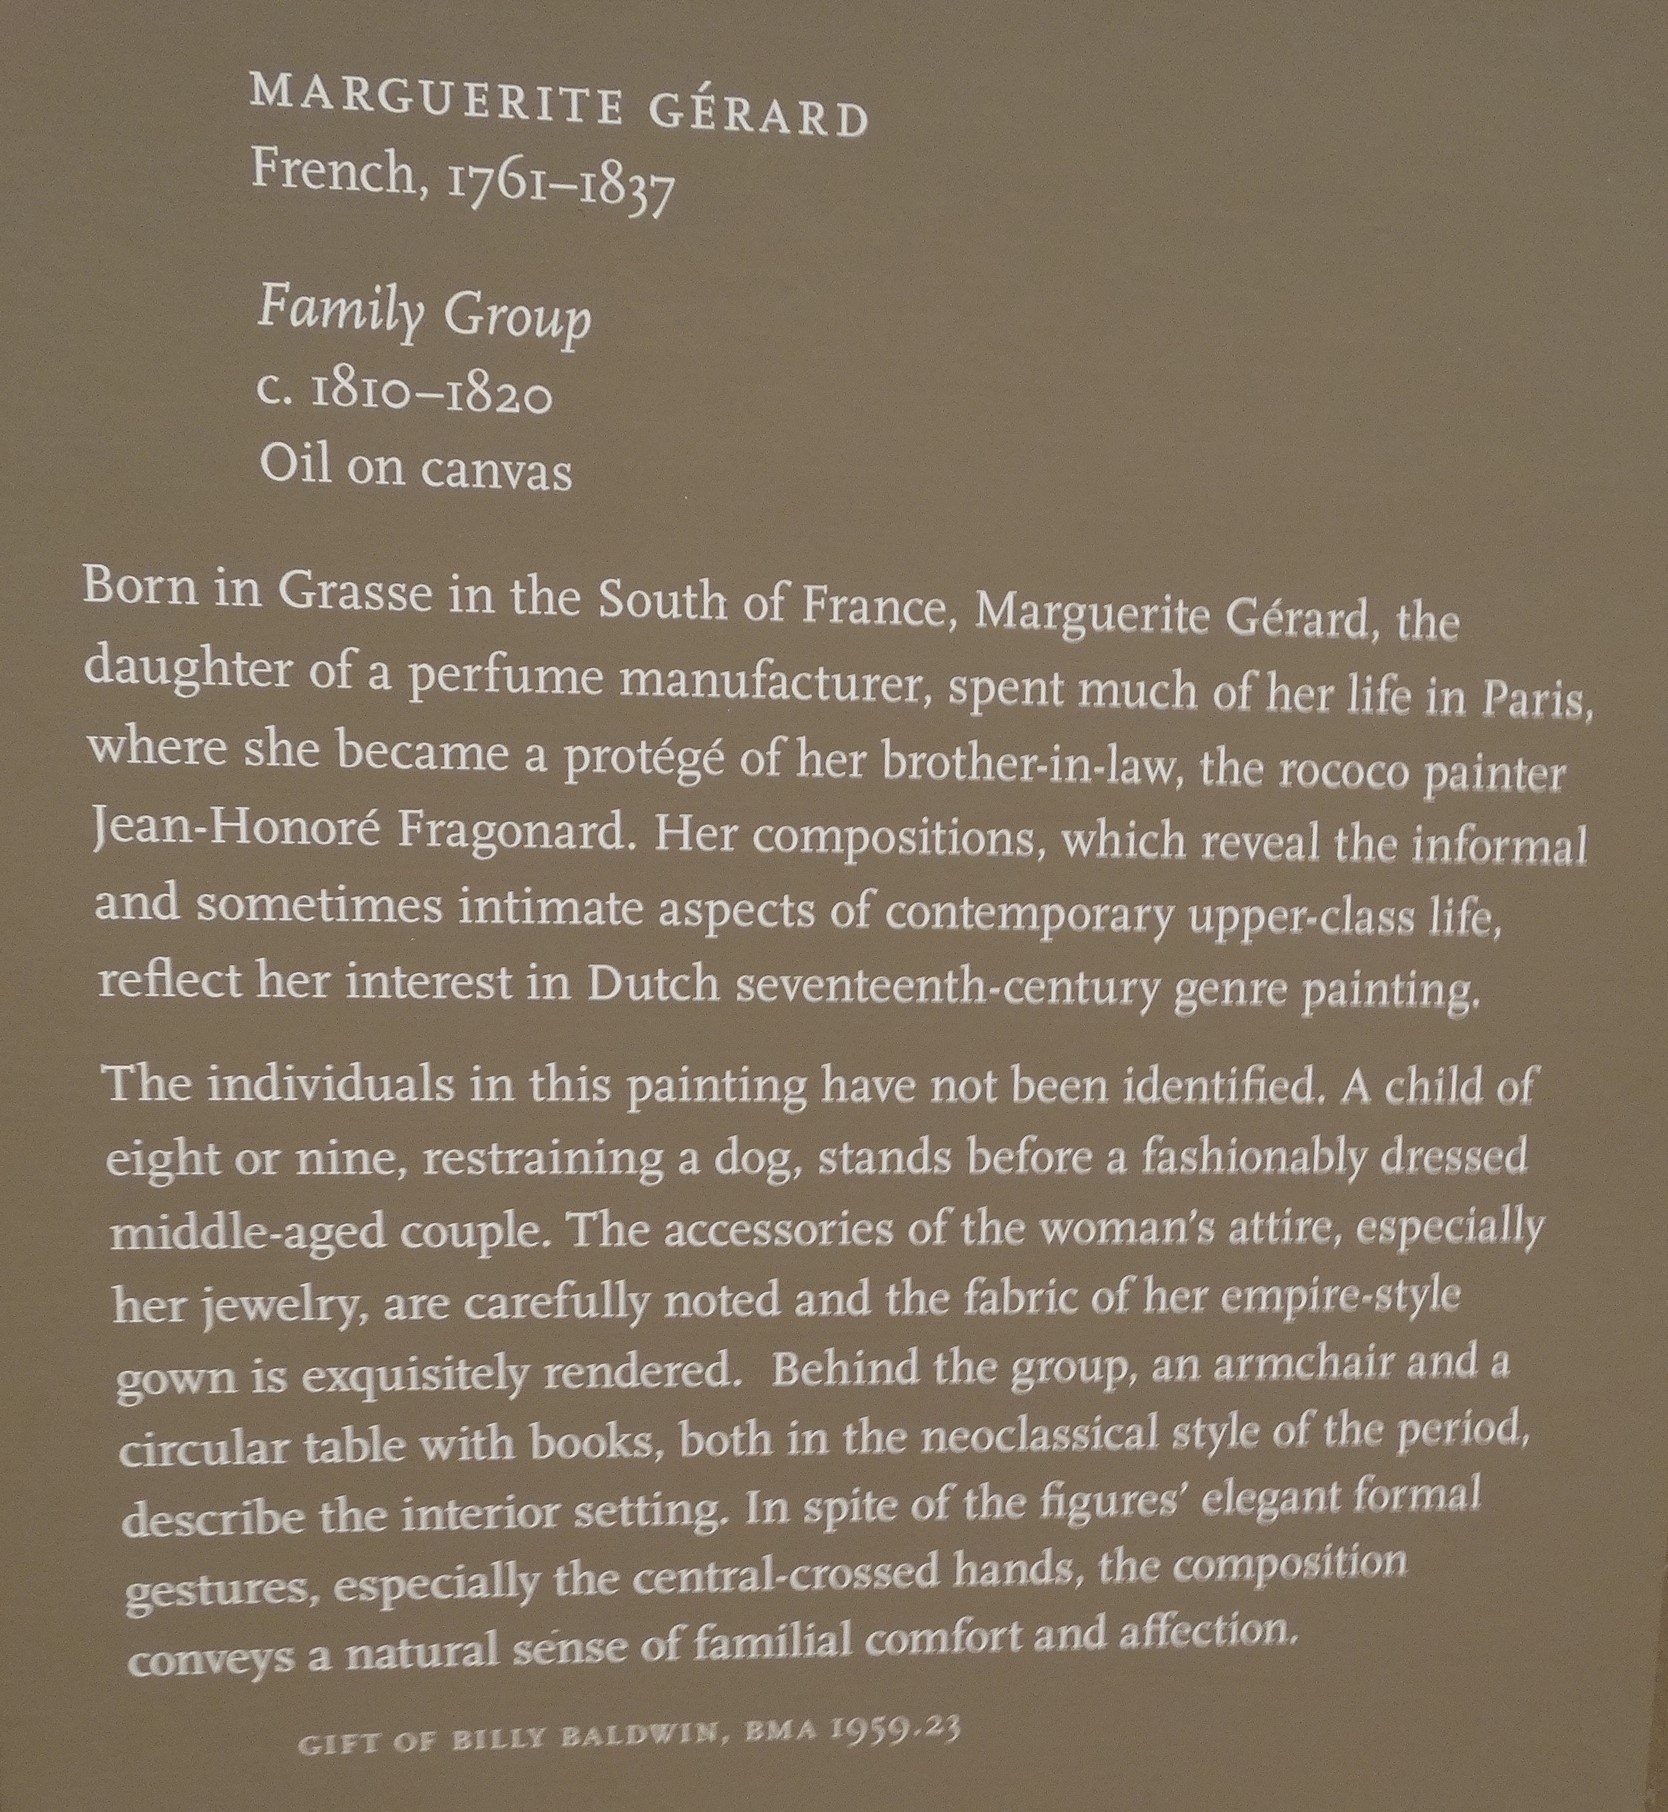 MARGUERITE GÉRARD
French, 1761–1837
Family Group
c. 1810–1820
Oil on canvas
Born in Grasse in the South of France, Marguerite Gérard, the
daughter of a perfume manufacturer, spent much of her life in Paris,
where she became a protégé of her brother-in-law, the rococo painter
Jean-Honoré Fragonard. Her compositions, which reveal the informal
and sometimes intimate aspects of contemporary upper-class life,
reflect her interest in Dutch seventeenth-century genre painting.
The individuals in this painting have not been identified. A child of
eight or nine, restraining a dog, stands before a fashionably dressed
middle-aged couple. The accessories of the woman's attire, especially
her jewelry, are carefully noted and the fabric of her empire-style
gown is exquisitely rendered.  Behind the group, an armchair and a
circular table with books, both in the neoclassical style of the period,
describe the interior setting. In spite of the figures' elegant formal
gestures, especially the central-crossed hands, the composition
conveys a natural sense of familial comfort and affection.
GIFT OF BILLY BALDWIN, BMA 1959.23